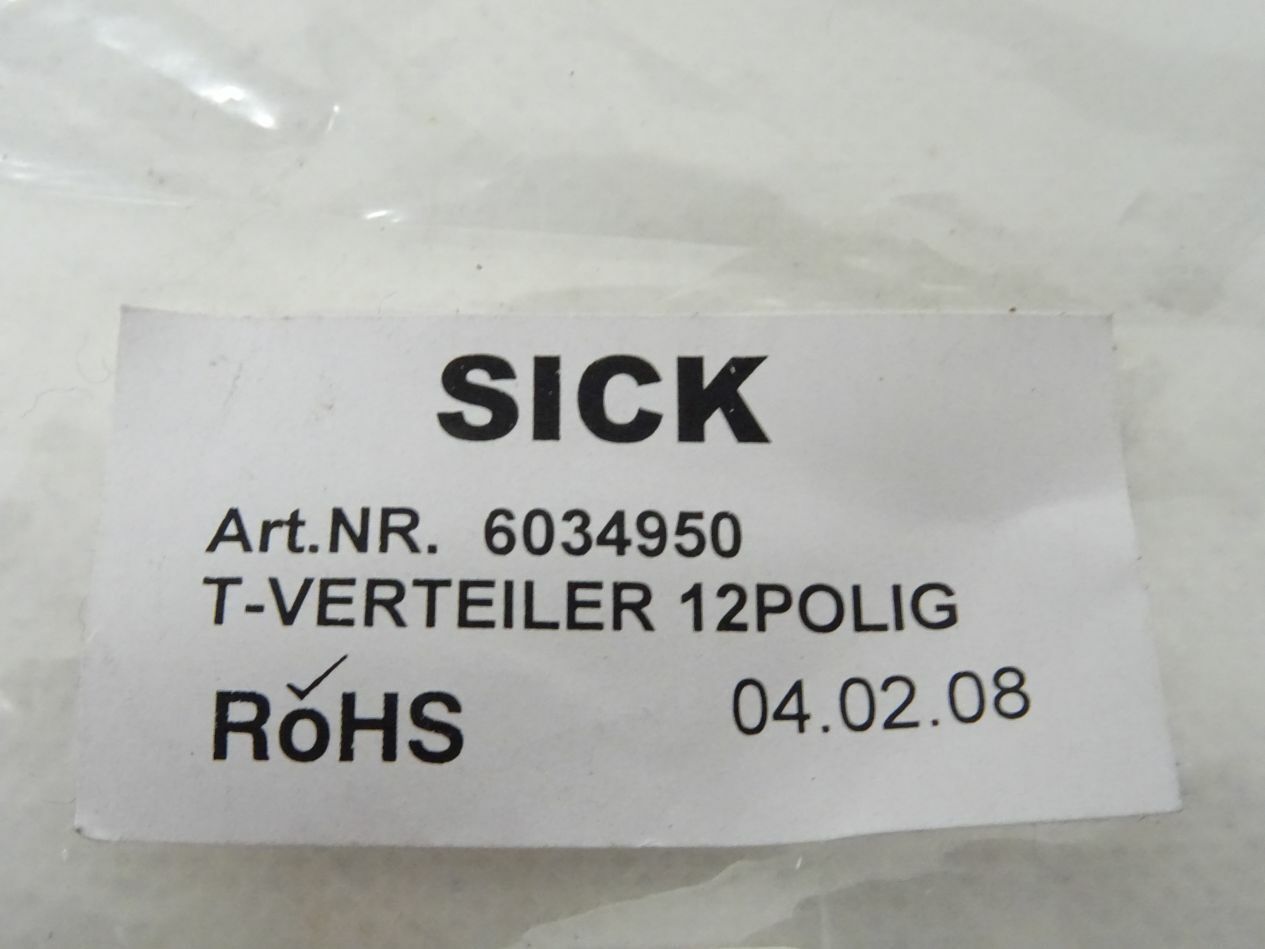 SICK
Art.NR. 6034950
T-VERTEILER 12POLIG
RoHS 04.02.08